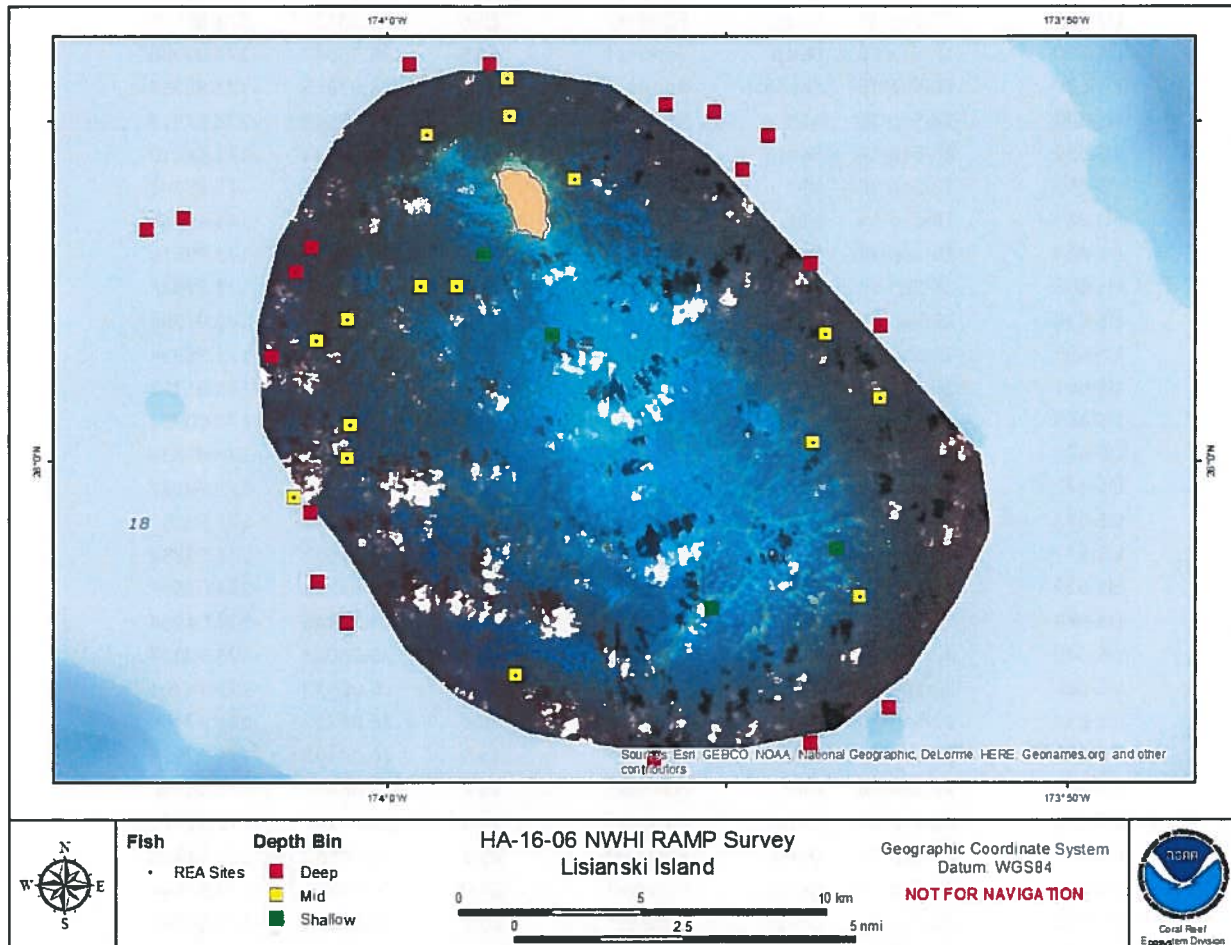 174°0'W 173°50'W
26°0'N 26°0'N
18
Sources: Esri, GEBCO, NOAA, National Geographic, DeLorme, HERE, Geonames.org, and other
contributors
174°0'W 173°50'W
Fish
REA Sites
Depth Bin
Deep
Mid
Shallow
HA-16-06 NWHI RAMP Survey
Lisianski Island
0 5 10 km
0 2.5 5 nmi
Geographic Coordinate System
Datum: WGS84
NOT FOR NAVIGATION
N
W E
S
NOAA
Coral Reef
Ecosystem Division